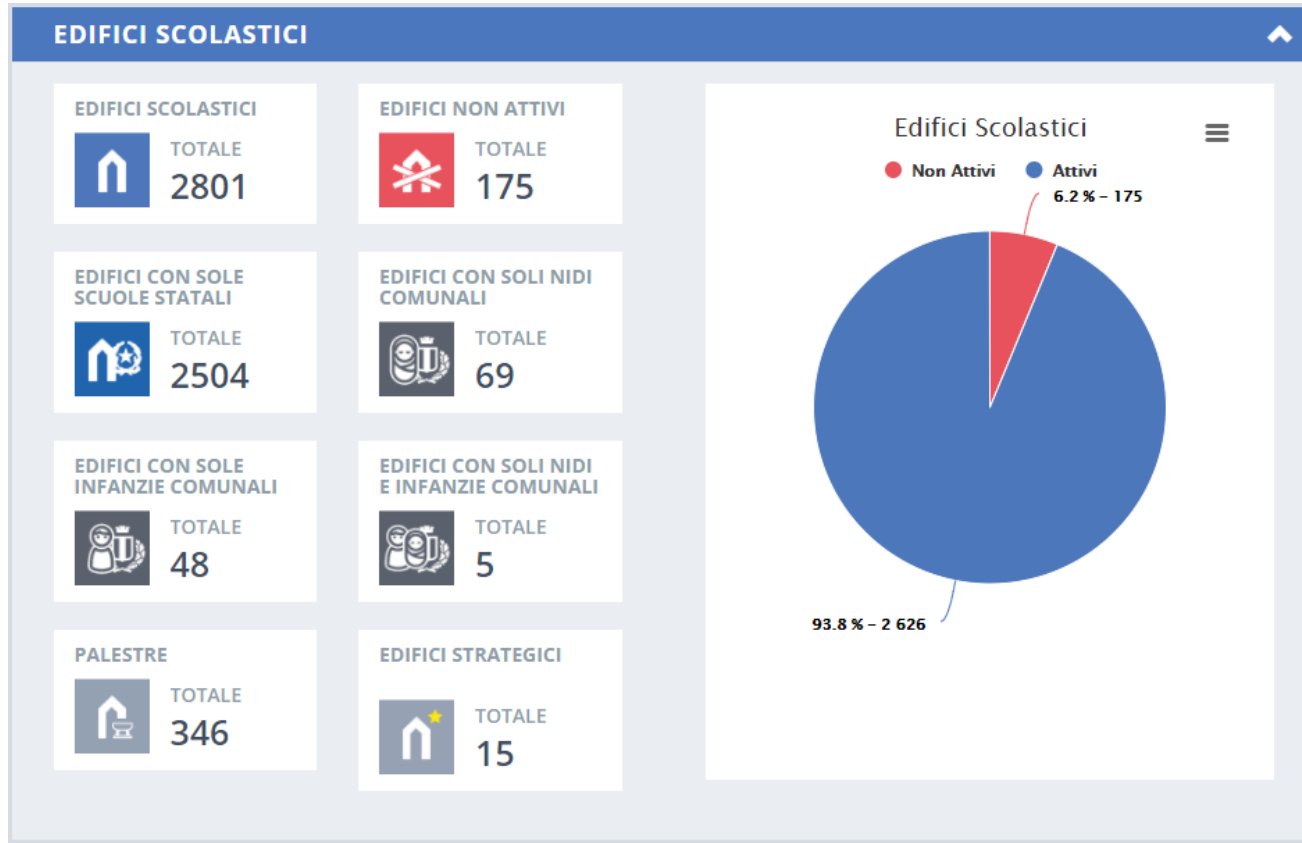 EDIFICI SCOLASTICI
EDIFICI SCOLASTICI
TOTALE
2801
EDIFICI NON ATTIVI
TOTALE
175
EDIFICI CON SOLE
SCUOLE STATALI
TOTALE
2504
EDIFICI CON SOLI NIDI
COMUNALI
TOTALE
69
EDIFICI CON SOLE
INFANZIE COMUNALI
TOTALE
48
EDIFICI CON SOLI NIDI
E INFANZIE COMUNALI
TOTALE
5
PALESTRE
TOTALE
346
EDIFICI STRATEGICI
TOTALE
15
Edifici Scolastici
Non Attivi Attivi
6.2 % – 175
93.8 % – 2 626